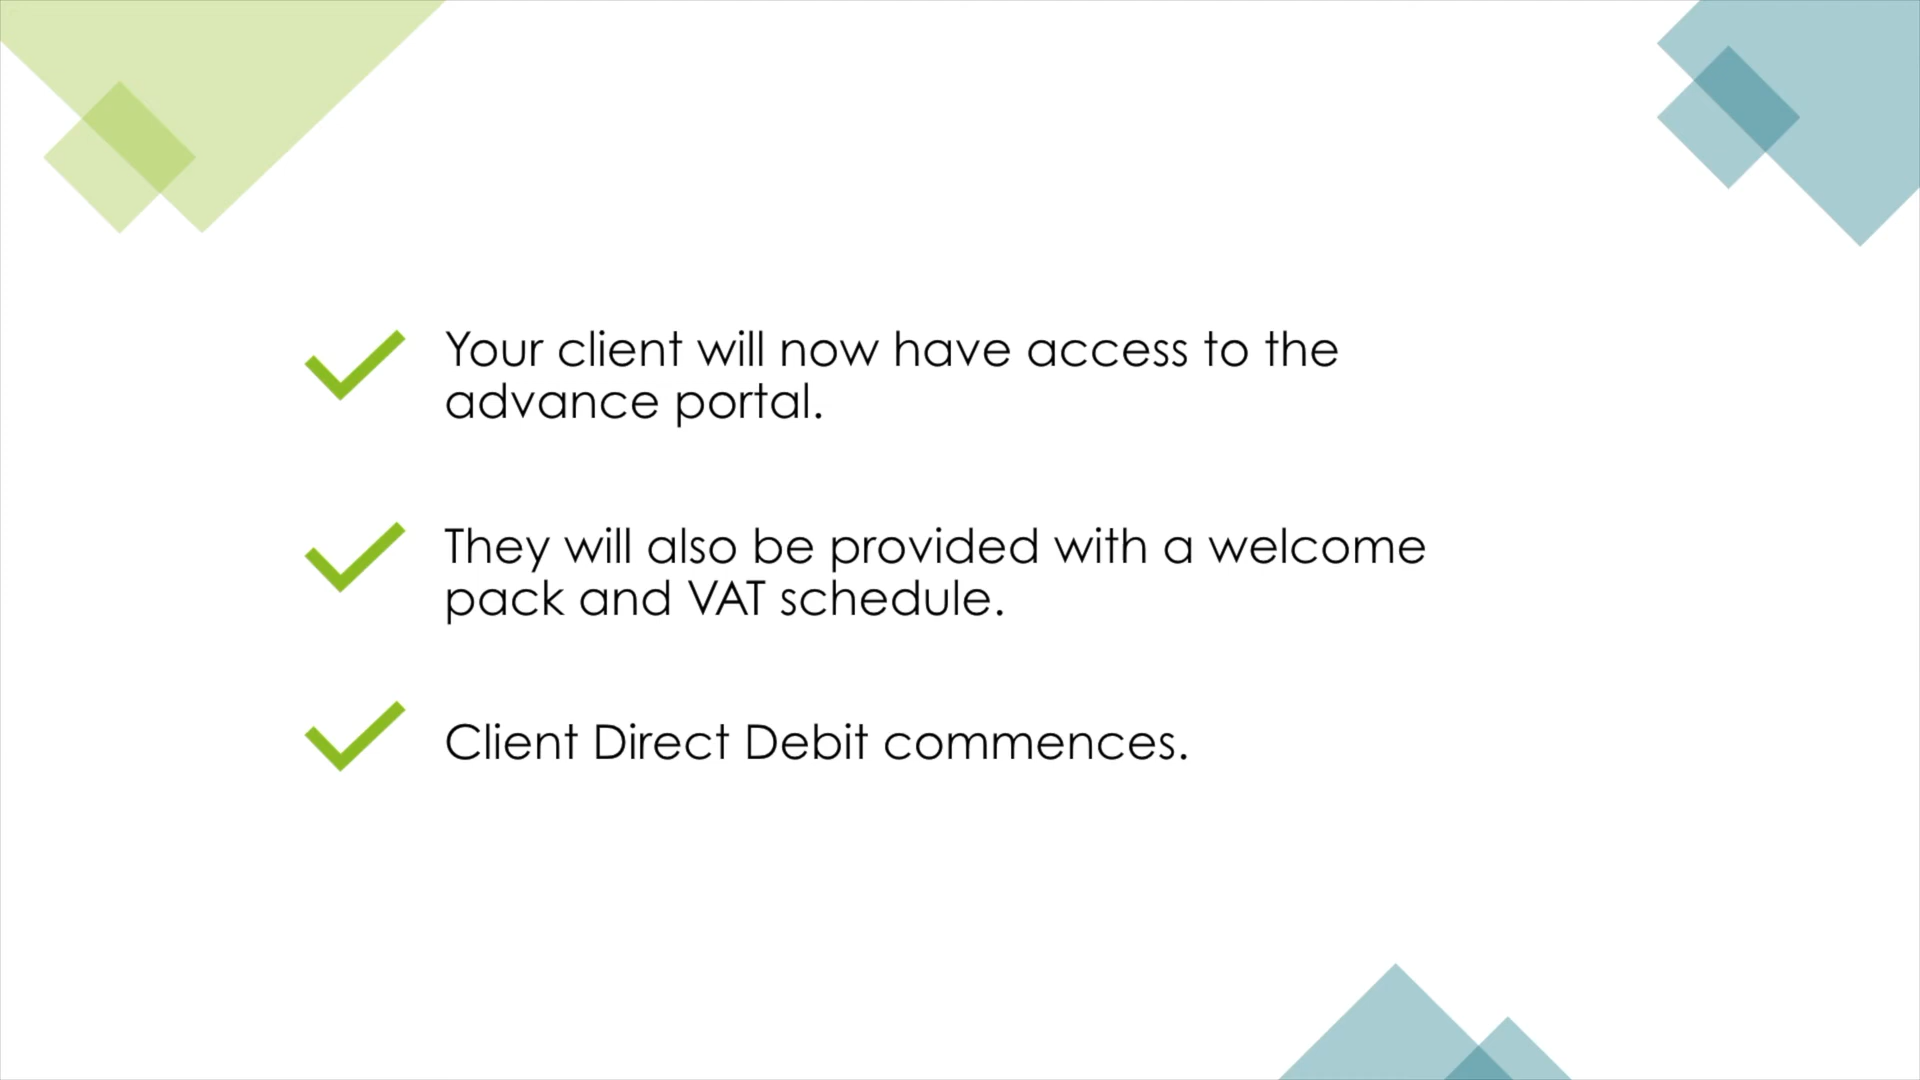 Your client will now have access to the
advance portal.
They will also be provided with a welcome
pack and VAT schedule.
Client Direct Debit commences.